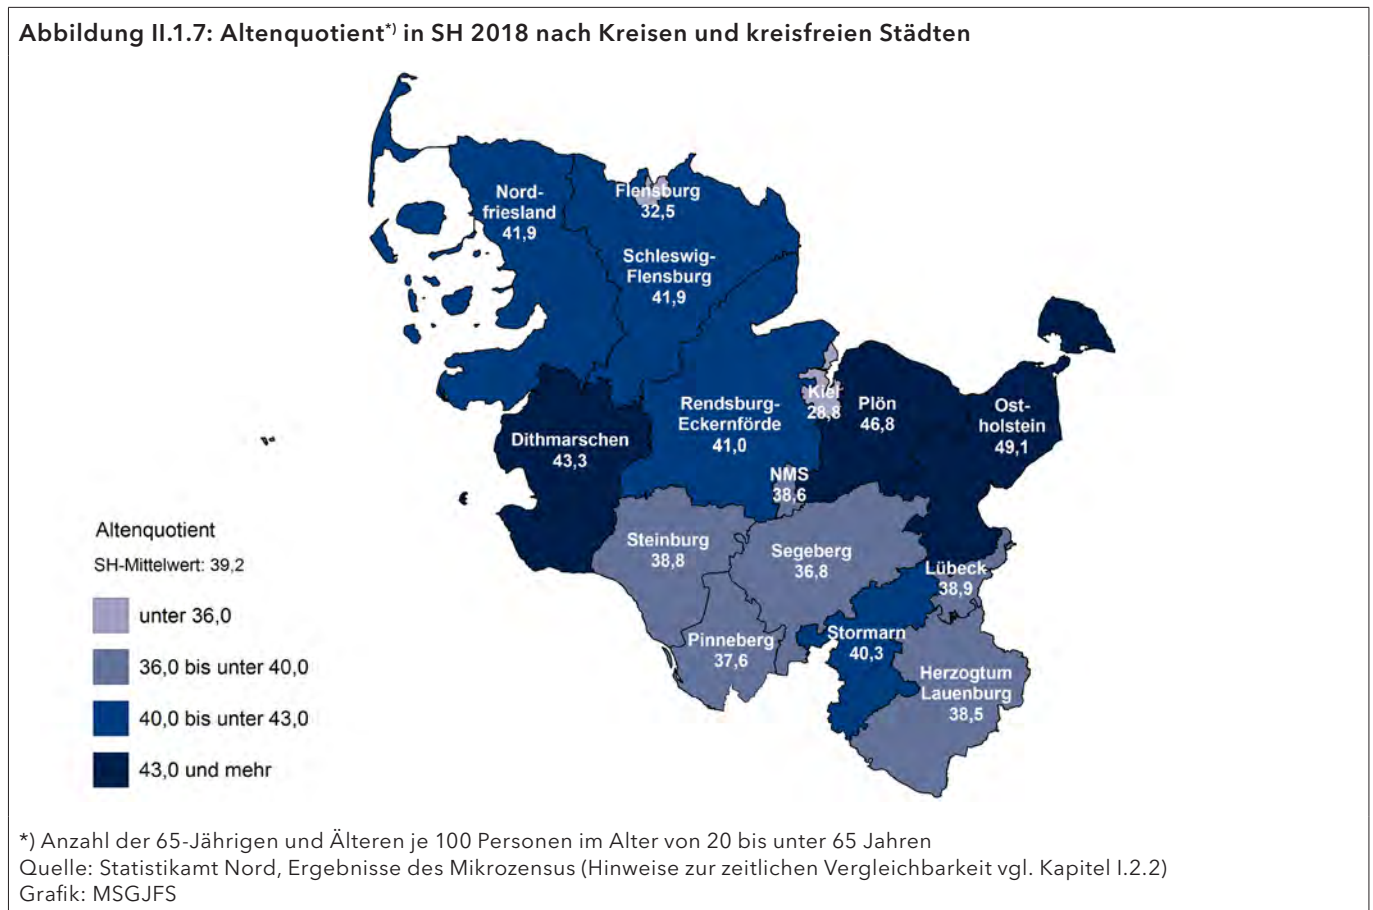 Abbildung II.1.7: Altenquotient*) in SH 2018 nach Kreisen und kreisfreien Städten
Nord-
friesland
41,9
Flensburg
32,5
Schleswig-
Flensburg
41,9
Rendsburg-
Eckernförde
41,0
Kiel
28,8
Plön
46,8
Ost-
holstein
49,1
Dithmarschen
43,3
NMS
38,6
Steinburg
38,8
Segeberg
36,8
Lübeck
38,9
Pinneberg
37,6
Stormarn
40,3
Herzogtum
Lauenburg
38,5
Altenquotient
SH-Mittelwert: 39,2
unter 36,0
36,0 bis unter 40,0
40,0 bis unter 43,0
43,0 und mehr
*) Anzahl der 65-Jährigen und Älteren je 100 Personen im Alter von 20 bis unter 65 Jahren
Quelle: Statistikamt Nord, Ergebnisse des Mikrozensus (Hinweise zur zeitlichen Vergleichbarkeit vgl. Kapitel I.2.2)
Grafik: MSGJFS